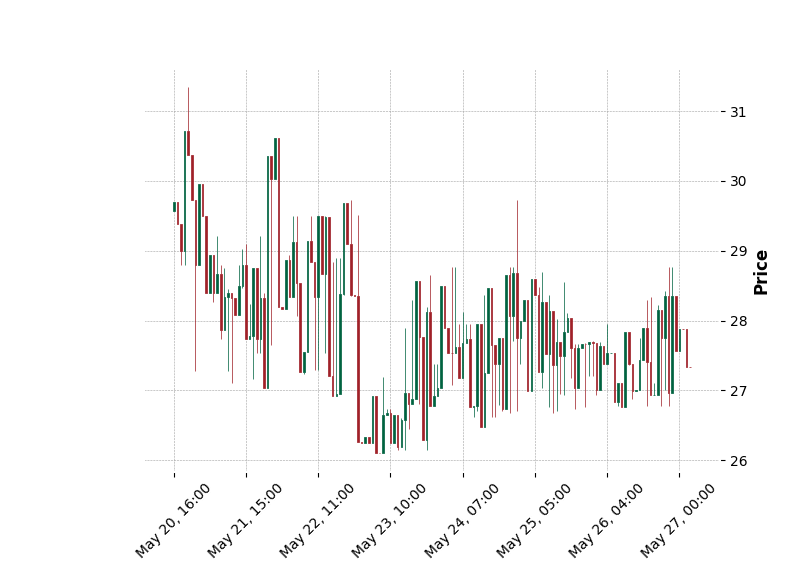 31
30
29
28
27
26
Price
May 20, 16:00
May 21, 15:00
May 22, 11:00
May 23, 10:00
May 24, 07:00
May 25, 05:00
May 26, 04:00
May 27, 00:00